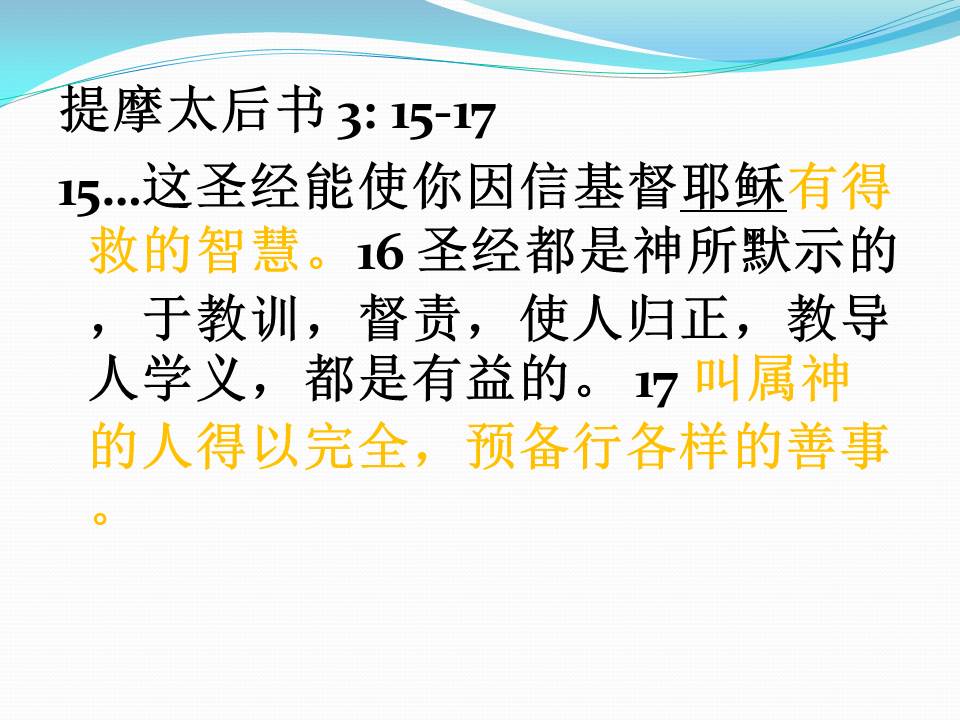 提摩太后书 3: 15-17
15…这圣经能使你因信基督耶稣有得
救的智慧。16 圣经都是神所默示的
，于教训，督责，使人归正，教导
人学义，都是有益的。 17 叫属神
的人得以完全，预备行各样的善事
。